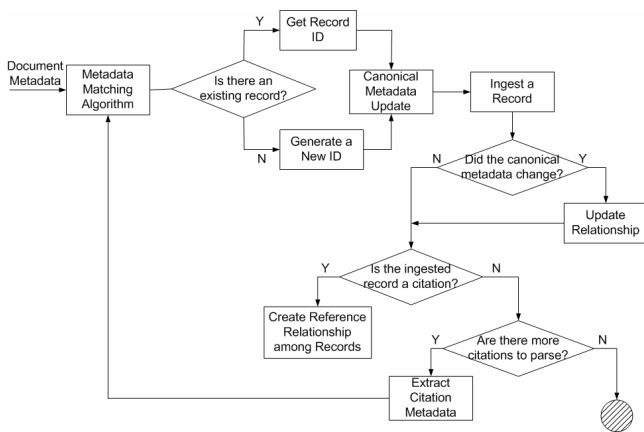 Y
Get Record
ID
Document
Metadata
Metadata
Matching
Algorithm
Is there an
existing record?
Canonical
Metadata
Update
Ingest a
Record
N
Generate a
New ID
N
Did the canonical
metadata change?
Y
Update
Relationship
Y
Is the ingested
record a citation?
N
Create Reference
Relationship
among Records
Y
Are there more
citations to parse?
N
Extract
Citation
Metadata